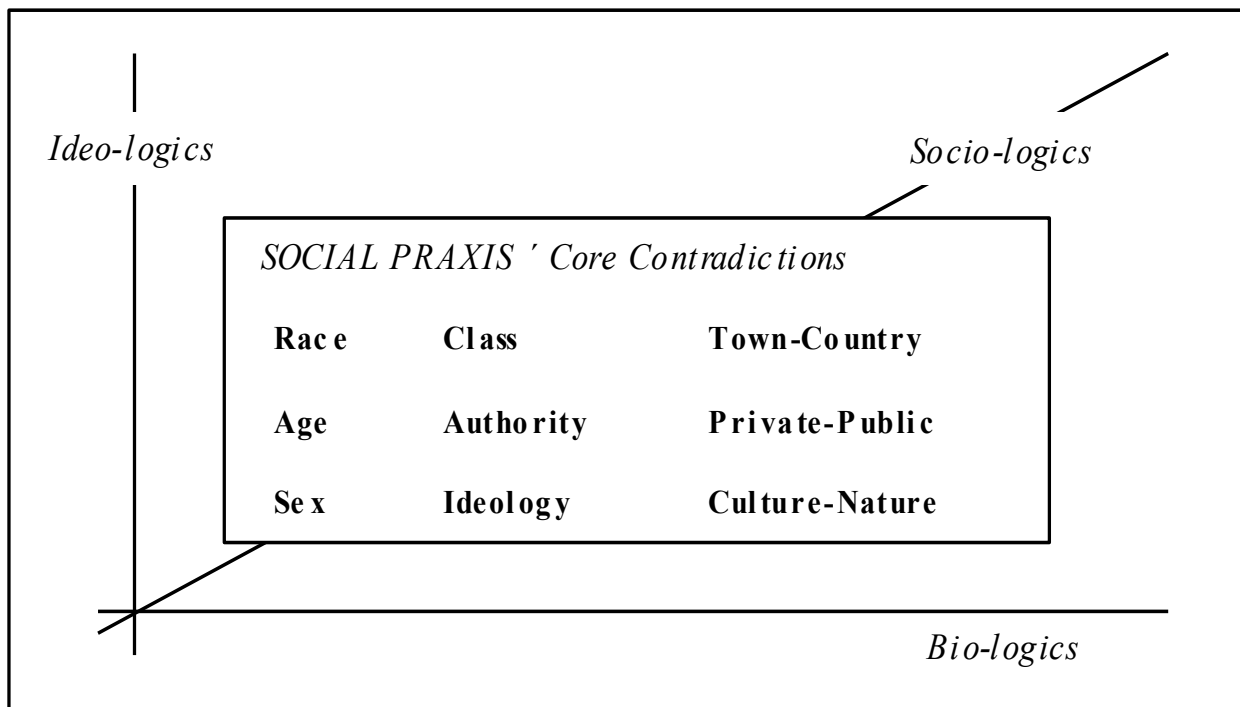 Ideo-logics
Socio-logics
SOCIAL PRAXIS ´ Core Contradictions
Race Class Town-Country
Age Authority Private-Public
Sex Ideology Culture-Nature
Bio-logics